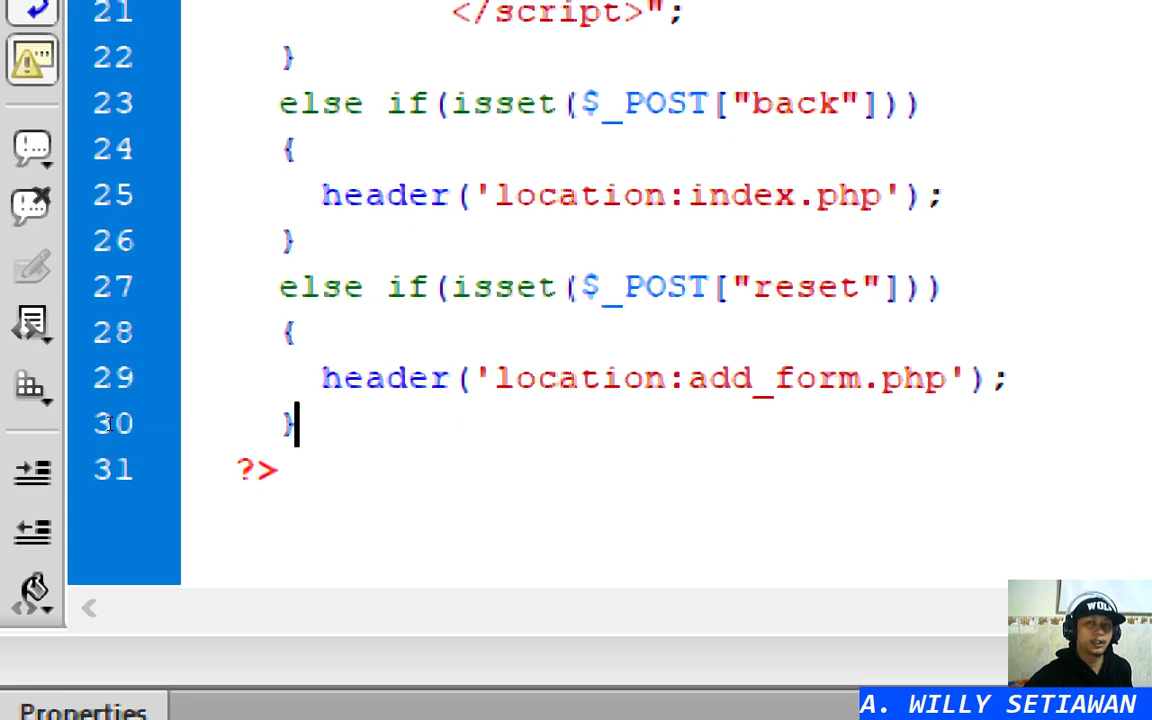 21 </script>";
22 }
23 else if(isset($_POST["back"]))
24 {
25 header('location:index.php');
26 }
27 else if(isset($_POST["reset"]))
28 {
29 header('location:add_form.php');
30 }
31 ?>
WOL
Properties
A. WILLY SETIAWAN